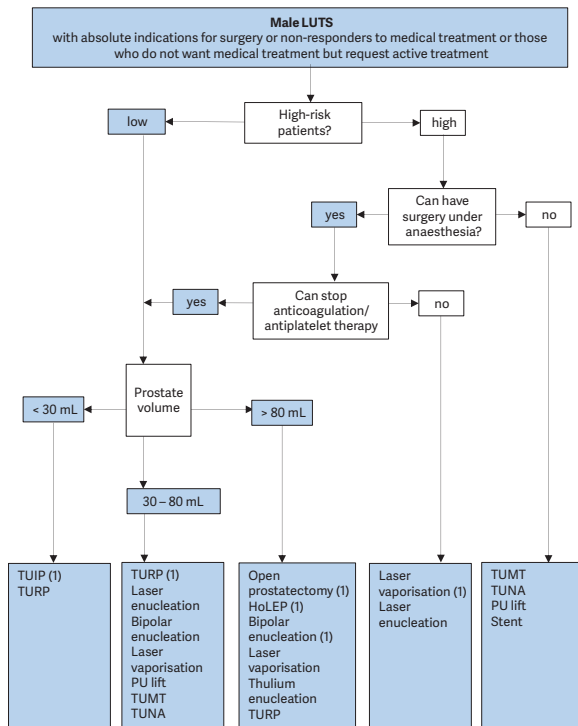 Male LUTS
with absolute indications for surgery or non-responders to medical treatment or those
who do not want medical treatment but request active treatment
low
High-risk
patients?
high
Can have
surgery under
anaesthesia?
yes
no
yes
Can stop
anticoagulation/
antiplatelet therapy
no
Prostate
volume
< 30 mL
> 80 mL
30 – 80 mL
TUIP (1)
TURP
TURP (1)
Laser
enucleation
Bipolar
enucleation
Laser
vaporisation
PU lift
TUMT
TUNA
Open
prostatectomy (1)
HoLEP (1)
Bipolar
enucleation (1)
Laser
vaporisation
Thulium
enucleation
TURP
Laser
vaporisation (1)
Laser
enucleation
TUMT
TUNA
PU lift
Stent